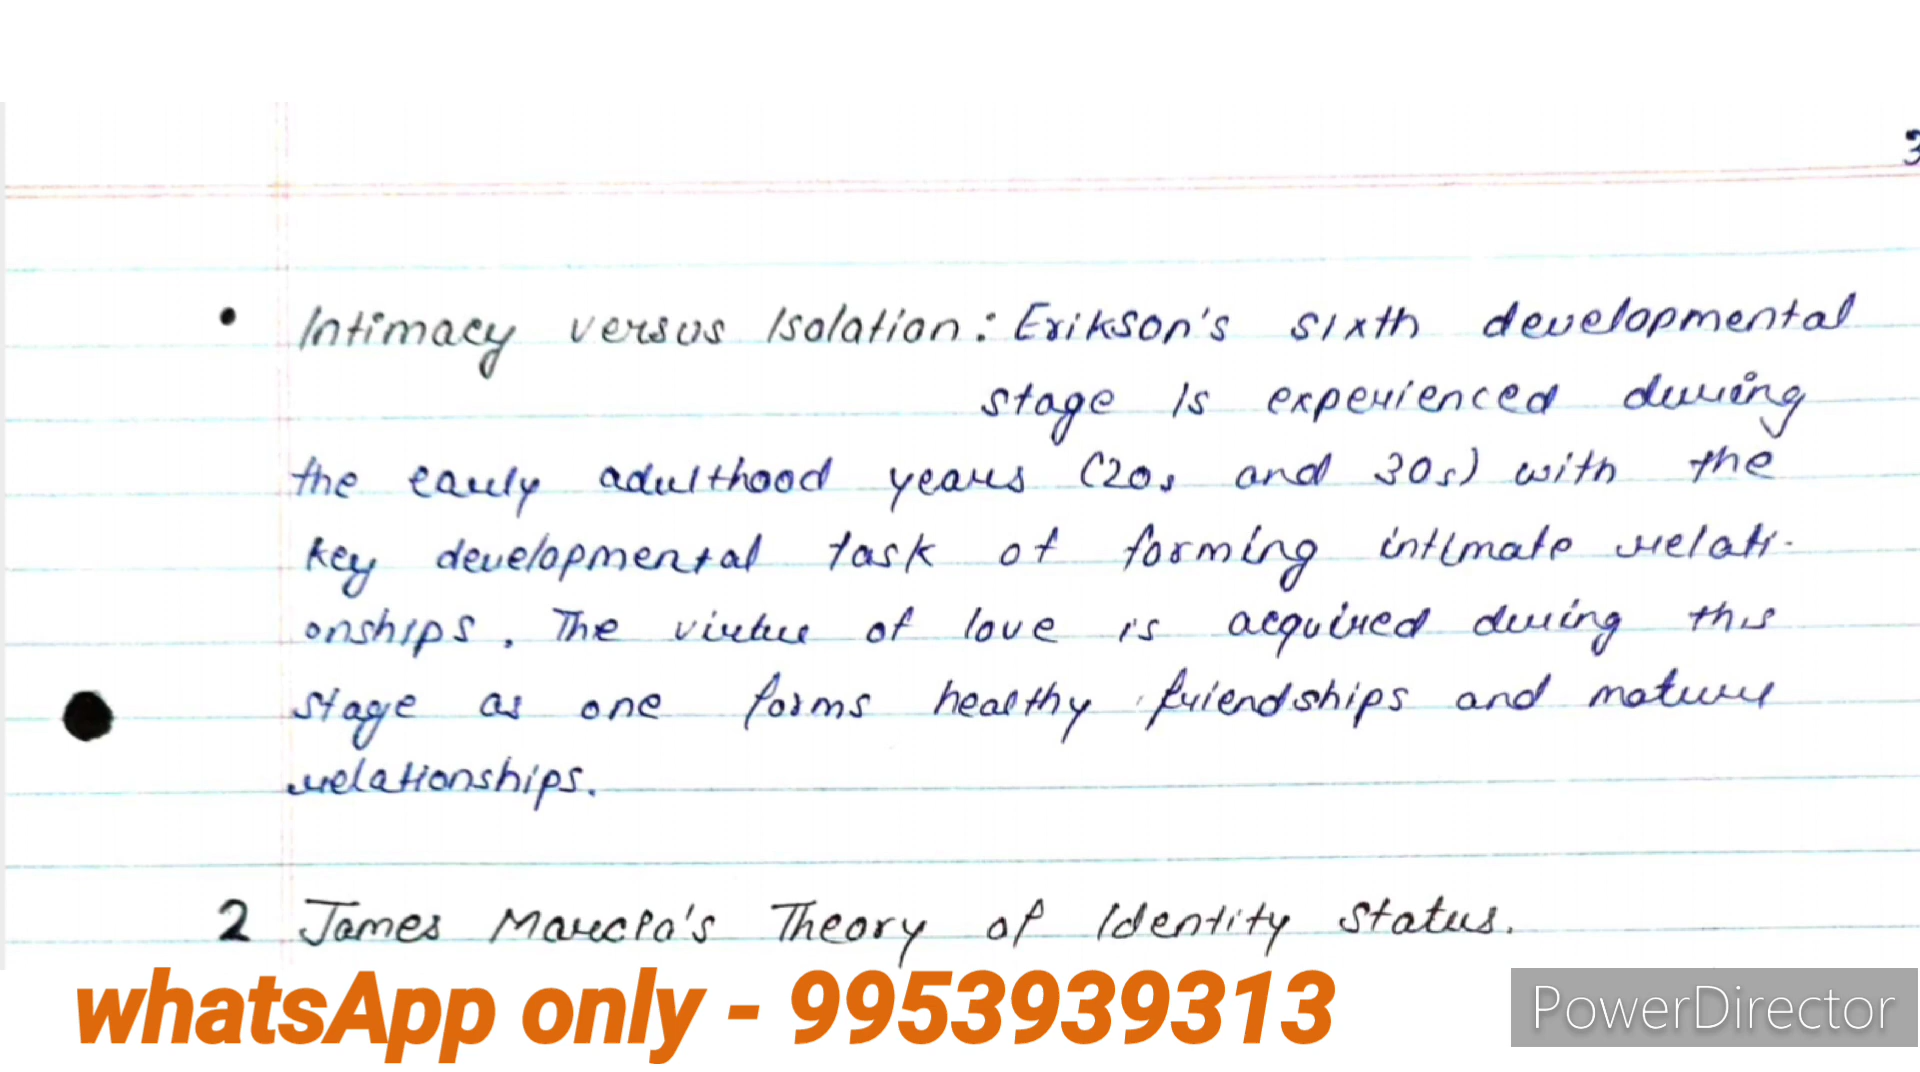 3
• Intimacy versus Isolation: Erikson's sixth developmental
stage is experienced during
the early adulthood years (20s and 30s) with the
key developmental task of forming intimate relati-
onships. The virtue of love is acquired during this
stage as one forms healthy friendships and mature
relationships.
2 James Marcia's Theory of Identity Status.
whatsApp only - 9953939313
PowerDirector